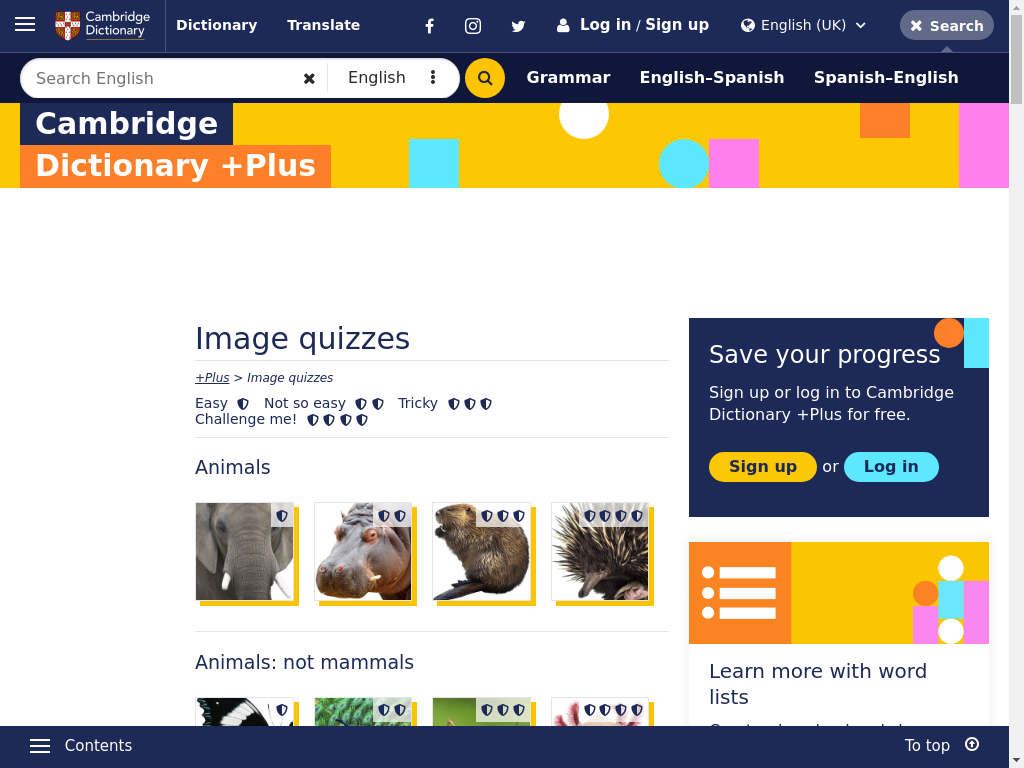 Cambridge Dictionary
Dictionary
Translate
Log in / Sign up
English (UK)
Search
Search English
English
Grammar
English–Spanish
Spanish–English
Cambridge
Dictionary +Plus
Image quizzes
+Plus > Image quizzes
Easy Not so easy Tricky
Challenge me!
Animals
Animals: not mammals
Save your progress
Sign up or log in to Cambridge
Dictionary +Plus for free.
Sign up or Log in
Learn more with word
lists
Contents
To top